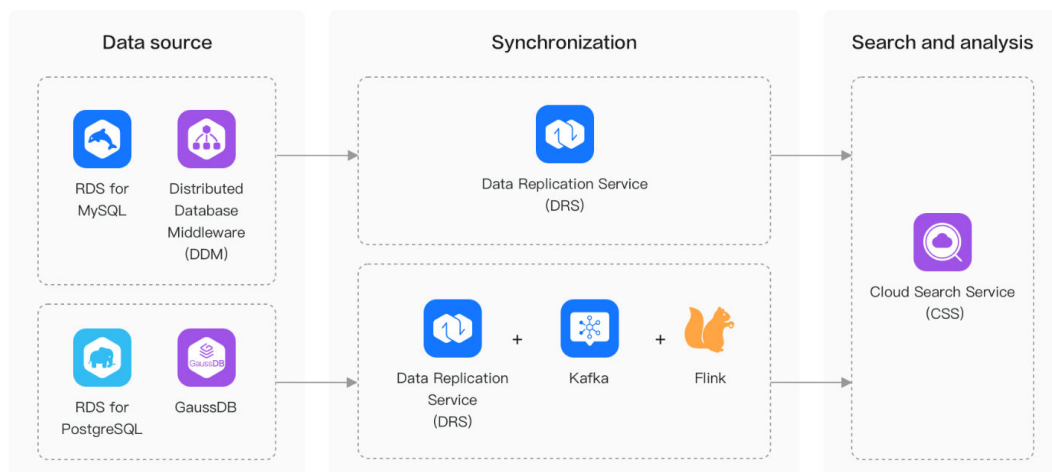 Data source
Synchronization
Search and analysis
RDS for
MySQL
Distributed
Database
Middleware
(DDM)
Data Replication Service
(DRS)
Cloud Search Service
(CSS)
GaussDB
RDS for
PostgreSQL
GaussDB
Data Replication
Service
(DRS)
+
Kafka
+
Flink